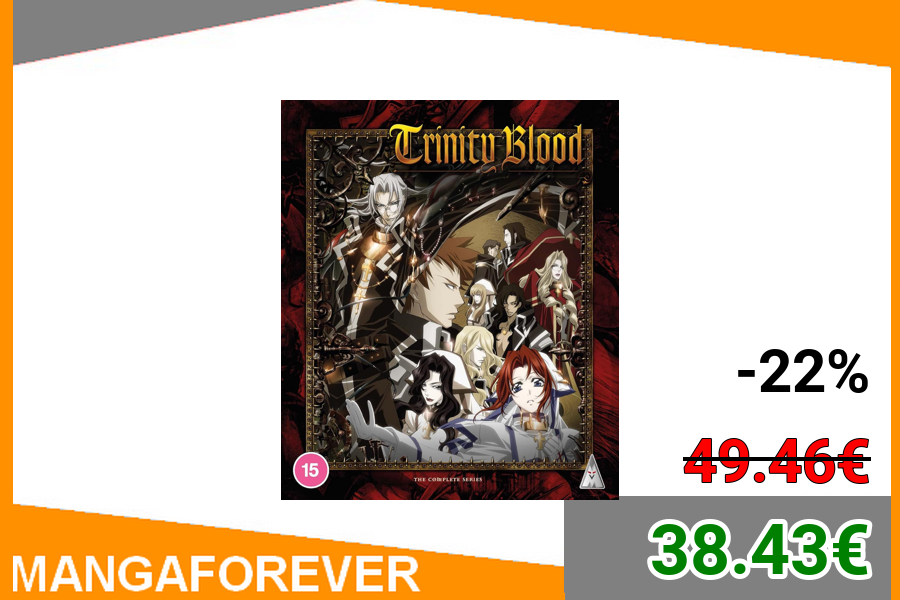 Trinity Blood
15
THE COMPLETE SERIES
-22%
49.46€
38.43€
MANGAFOREVER